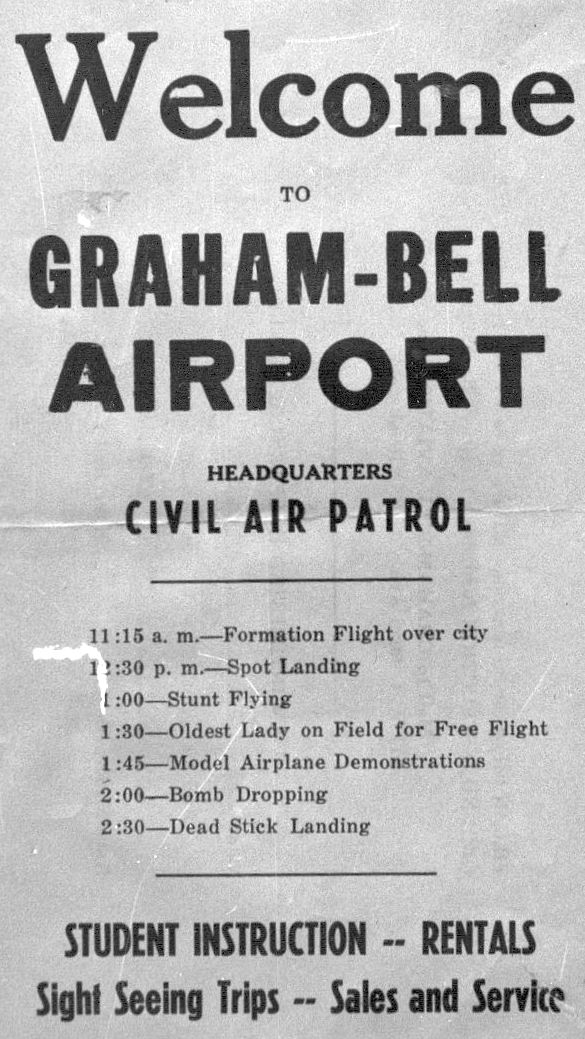 Welcome
TO
GRAHAM-BELL
AIRPORT
HEADQUARTERS
CIVIL AIR PATROL
11:15 a. m.—Formation Flight over city
12:30 p. m.—Spot Landing
1:00—Stunt Flying
1:30—Oldest Lady on Field for Free Flight
1:45—Model Airplane Demonstrations
2:00—Bomb Dropping
2:30—Dead Stick Landing
STUDENT INSTRUCTION -- RENTALS
Sight Seeing Trips -- Sales and Service